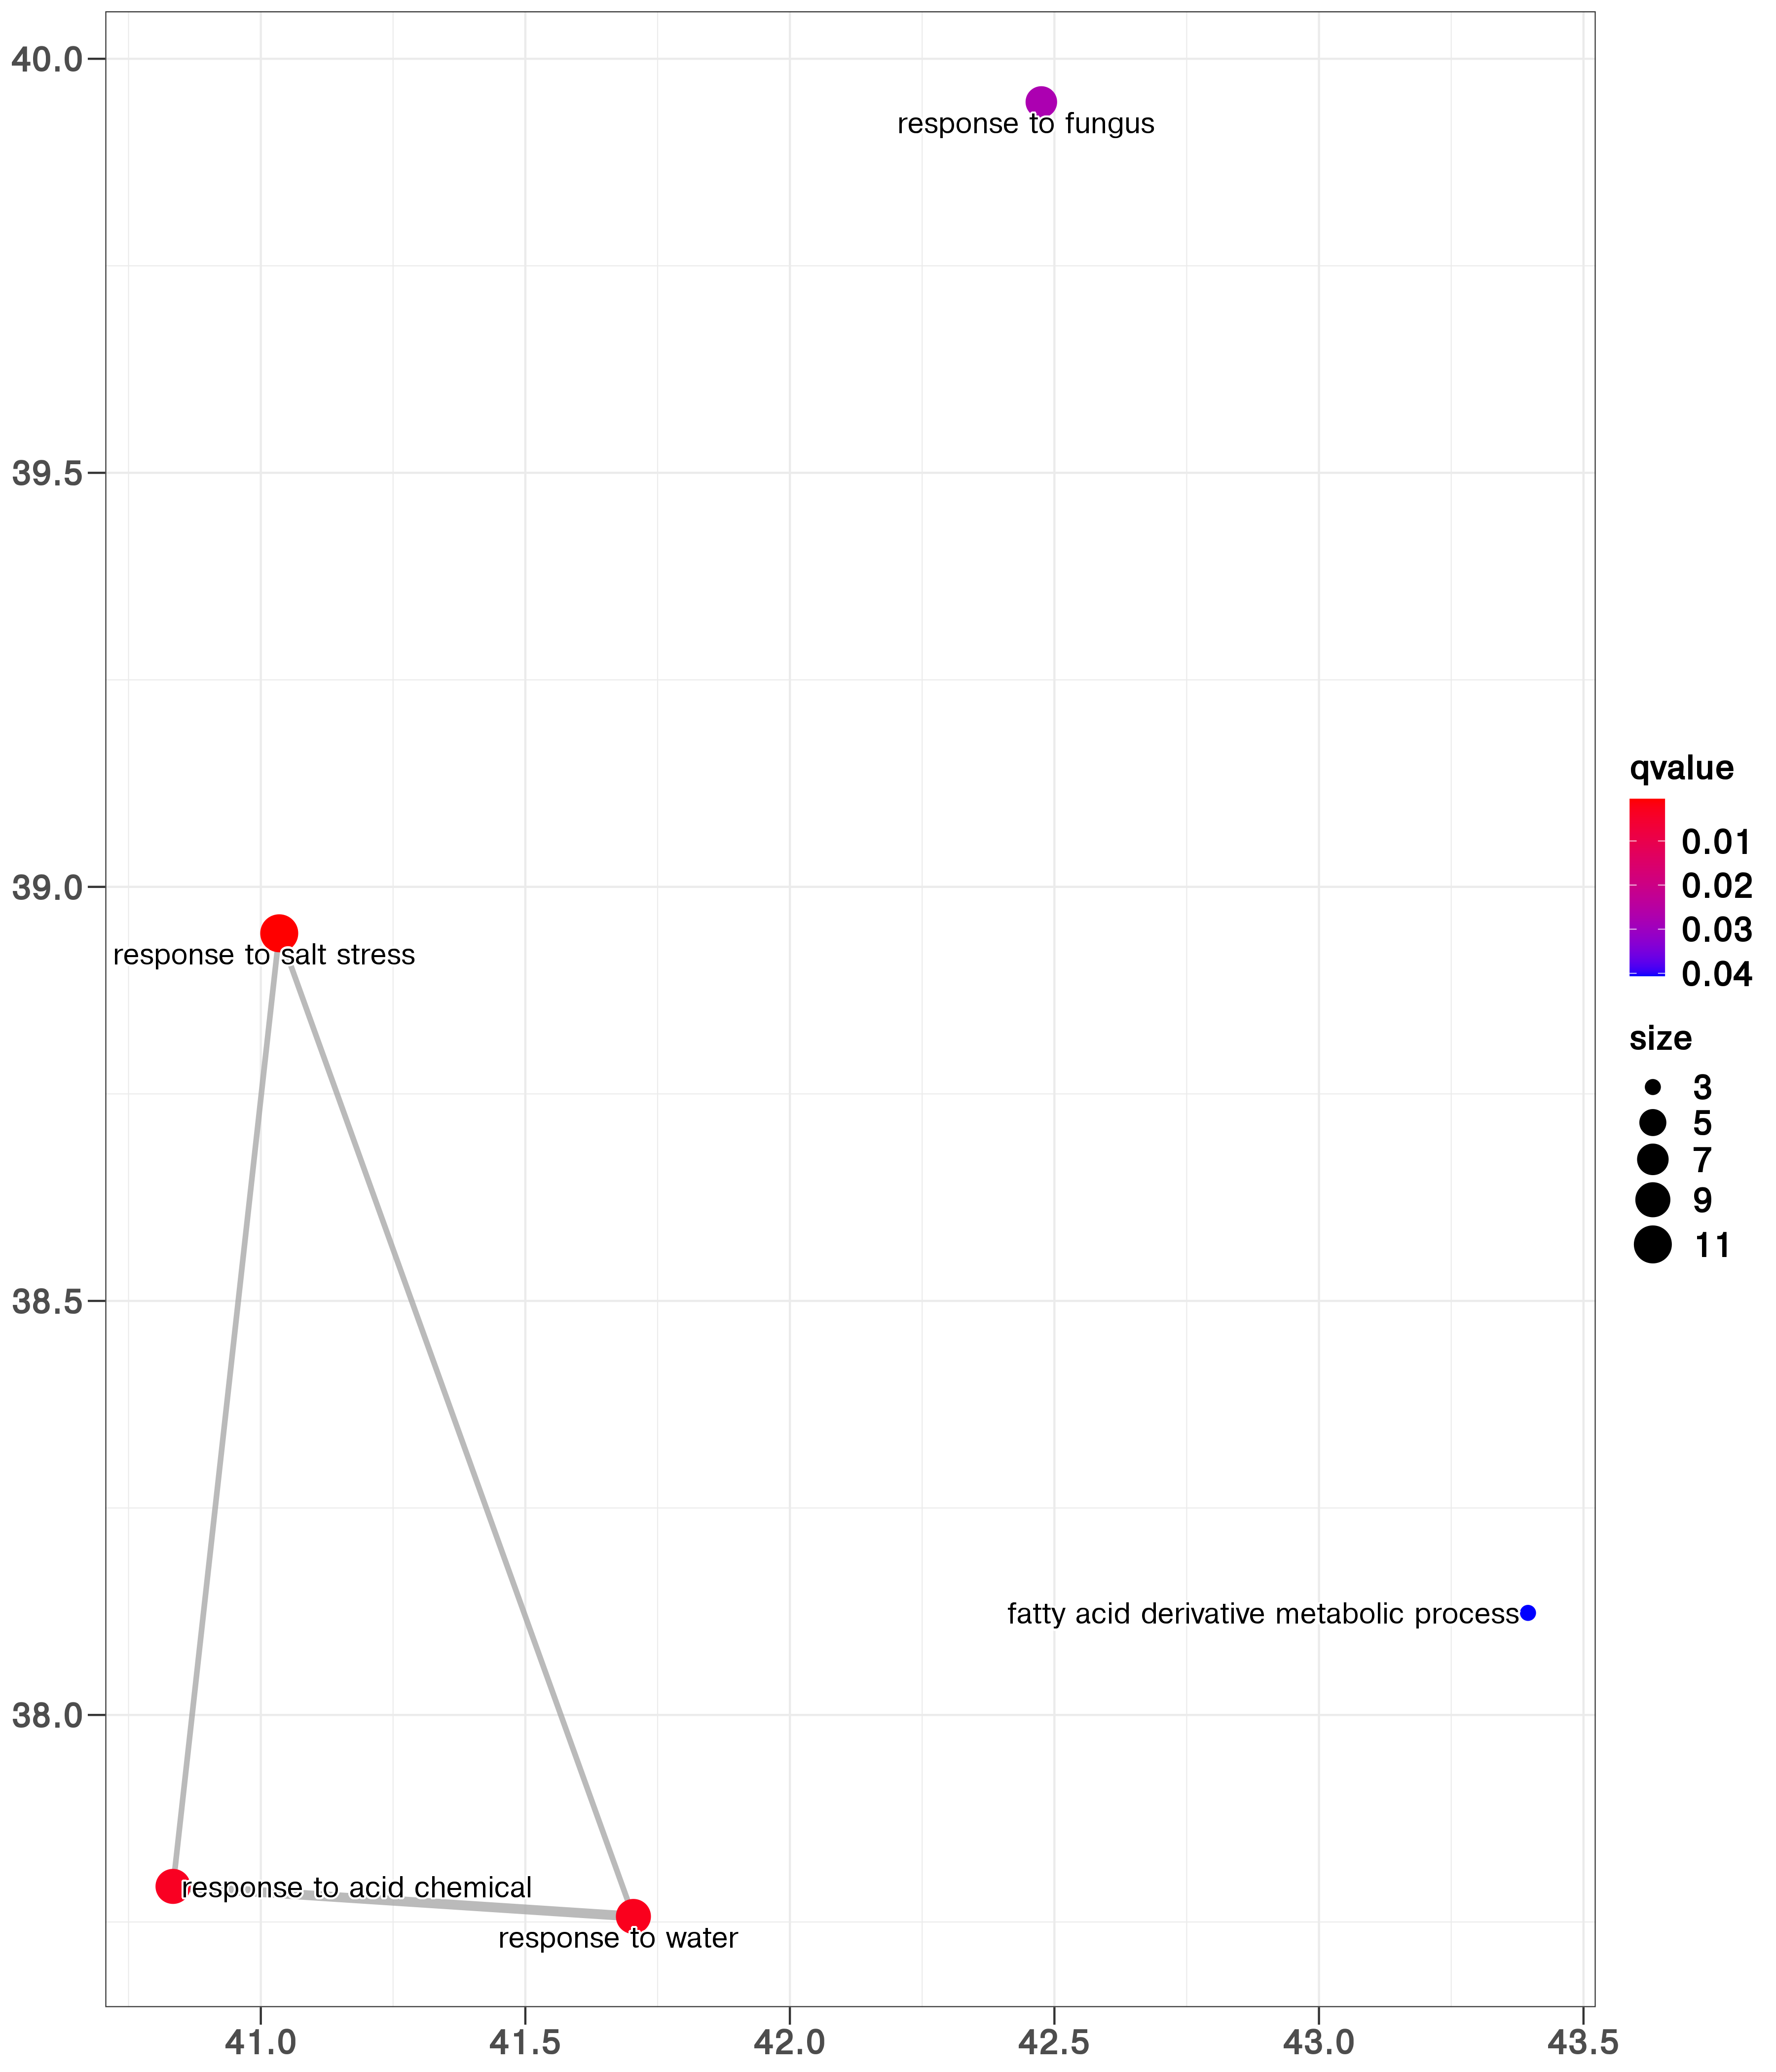 40.0
response to fungus
39.5
39.0
response to salt stress
38.5
fatty acid derivative metabolic process
38.0
response to acid chemical
response to water
41.0 41.5 42.0 42.5 43.0 43.5
qvalue
0.01
0.02
0.03
0.04
size
3
5
7
9
11